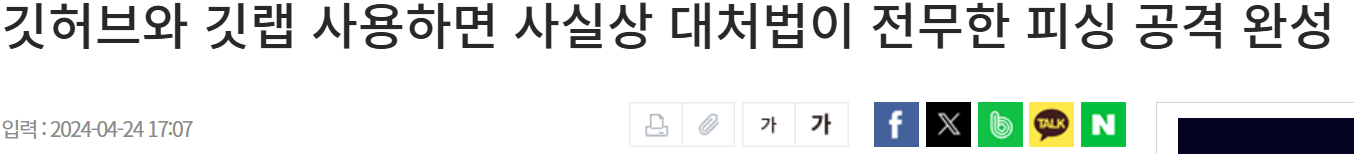 깃허브와 깃랩 사용하면 사실상 대처법이 전무한 피싱 공격 완성
입력 : 2024-04-24 17:07
가 가 f X b TALK N